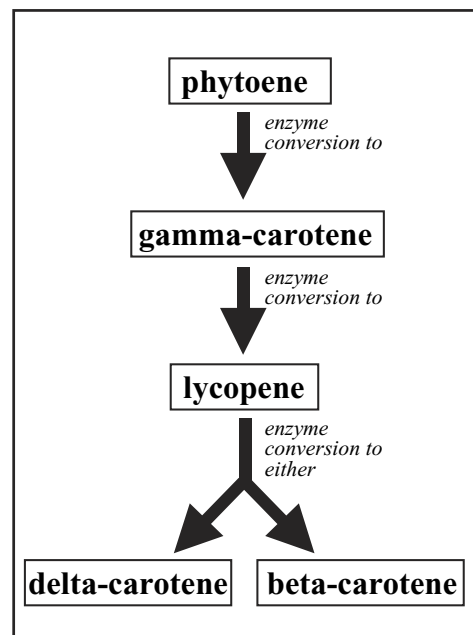 phytoene
enzyme
conversion to
gamma-carotene
enzyme
conversion to
lycopene
enzyme
conversion to
either
delta-carotene
beta-carotene